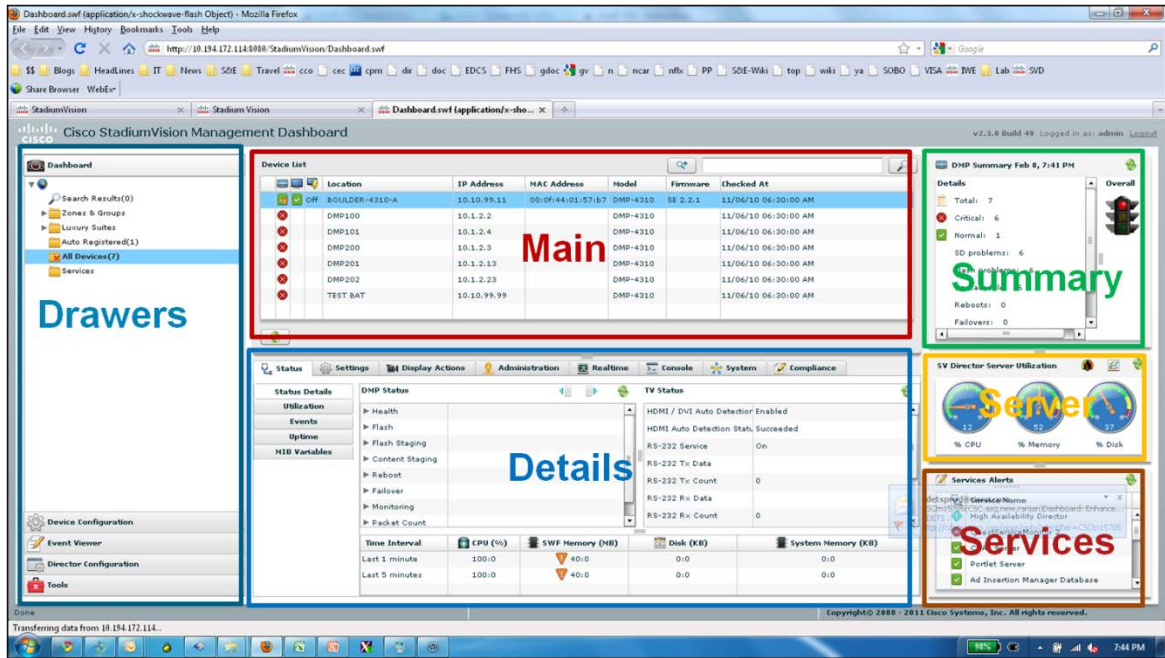 Dashboard.swf (application/x-shockwave-flash Object) - Mozilla Firefox
File Edit View History Bookmarks Tools Help
http://10.194.172.114:8080/StadiumVision/Dashboard.swf
Google
$$ Blogs HeadLines IT News S&E Travel cco cec cpm dir doc EDCS FHS gdoc gv n ncar nflx PP S&E-Wiki top wiki ya SOBO VISA IWE Lab SVD
Share Browser WebEx
StadiumVision Stadium Vision Dashboard.swf (application/x-sho...
CISCO Cisco StadiumVision Management Dashboard
v2.3.0 Build 49 Logged in as: admin Logout
Dashboard
Search Results(0)
Zones & Groups
Luxury Suites
Auto Registered(1)
All Devices(7)
Services
Drawers
Device Configuration
Event Viewer
Director Configuration
Tools
Device List
Location IP Address MAC Address Model Firmware Checked At
Off BOULDER-4310-A 10.10.99.11 00:0f:44:01:57:b7 DMP-4310 SE 2.2.1 11/06/10 06:30:00 AM
DMP100 10.1.2.2 DMP-4310 11/06/10 06:30:00 AM
DMP101 10.1.2.4 DMP-4310 11/06/10 06:30:00 AM
DMP200 10.1.2.3 DMP-4310 11/06/10 06:30:00 AM
DMP201 10.1.2.13 DMP-4310 11/06/10 06:30:00 AM
DMP202 10.1.2.23 DMP-4310 11/06/10 06:30:00 AM
TEST BAT 10.10.99.99 DMP-4310 11/06/10 06:30:00 AM
Main
Status Settings Display Actions Administration Realtime Console System Compliance
Status Details
Utilization
Events
Uptime
MIB Variables
DMP Status
Health
Flash
Flash Staging
Content Staging
Reboot
Failover
Monitoring
Packet Count
TV Status
HDMI / DVI Auto Detection Enabled
HDMI Auto Detection Statu Succeeded
RS-232 Service On
RS-232 Tx Data
RS-232 Tx Count 0
RS-232 Rx Data
RS-232 Rx Count 0
Details
Time Interval CPU (%) SWF Memory (MB) Disk (KB) System Memory (KB)
Last 1 minute 100:0 40:0 0:0 0:0
Last 5 minutes 100:0 40:0 0:0 0:0
DMP Summary Feb 8, 7:41 PM
Details Overall
Total: 7
Critical: 6
Normal: 1
SD problems: 6
Summary
Reboots: 0
Failovers: 0
SV Director Server Utilization
Server
12 52 37
% CPU % Memory % Disk
Services Alerts
Service Name
High Availability Director
Services
Portlet Server
Ad Insertion Manager Database
Done
Copyright© 2000 - 2011 Cisco Systems, Inc. All rights reserved.
Transferring data from 10.194.172.114...
98%
7:44 PM